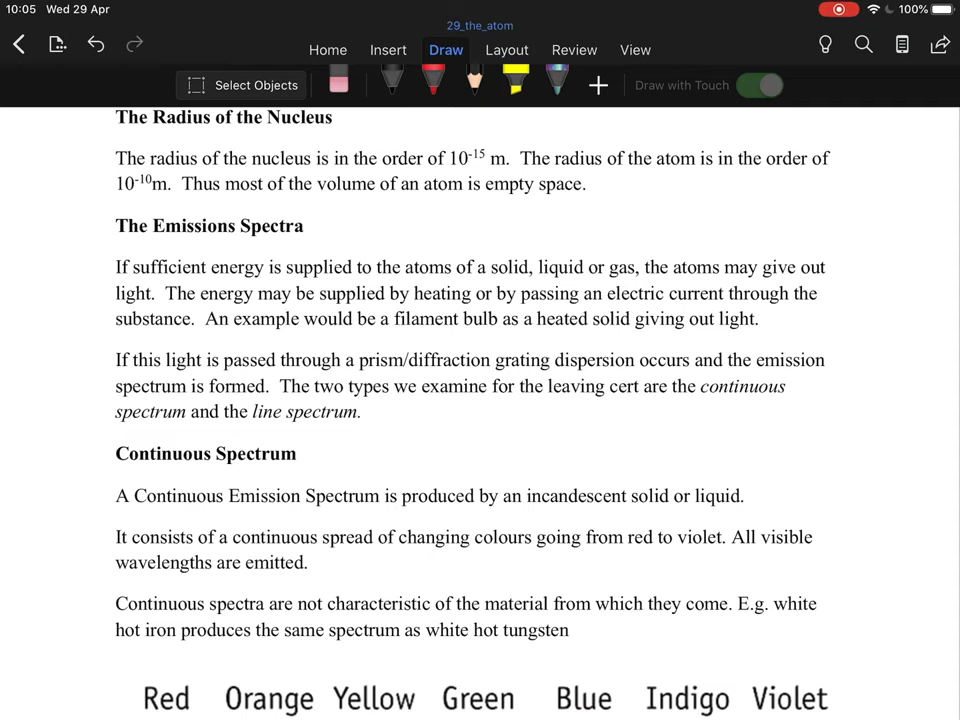 10:05 Wed 29 Apr 100%
29_the_atom
Home Insert Draw Layout Review View
Select Objects Draw with Touch
The Radius of the Nucleus
The radius of the nucleus is in the order of 10⁻¹⁵ m. The radius of the atom is in the order of
10⁻¹⁰m. Thus most of the volume of an atom is empty space.
The Emissions Spectra
If sufficient energy is supplied to the atoms of a solid, liquid or gas, the atoms may give out
light. The energy may be supplied by heating or by passing an electric current through the
substance. An example would be a filament bulb as a heated solid giving out light.
If this light is passed through a prism/diffraction grating dispersion occurs and the emission
spectrum is formed. The two types we examine for the leaving cert are the continuous
spectrum and the line spectrum.
Continuous Spectrum
A Continuous Emission Spectrum is produced by an incandescent solid or liquid.
It consists of a continuous spread of changing colours going from red to violet. All visible
wavelengths are emitted.
Continuous spectra are not characteristic of the material from which they come. E.g. white
hot iron produces the same spectrum as white hot tungsten
Red Orange Yellow Green Blue Indigo Violet